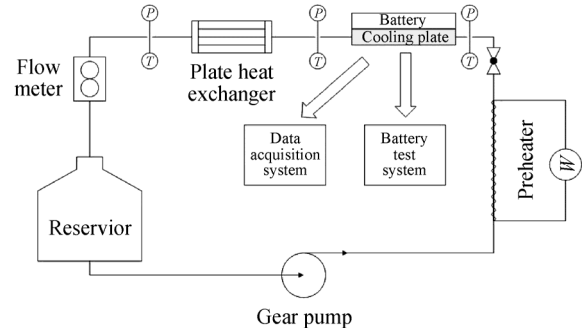 P
P
P
T
T
T
Battery
Cooling plate
Flow
meter
Plate heat
exchanger
Data
acquisition
system
Battery
test
system
Preheater
W
Reservior
Gear pump